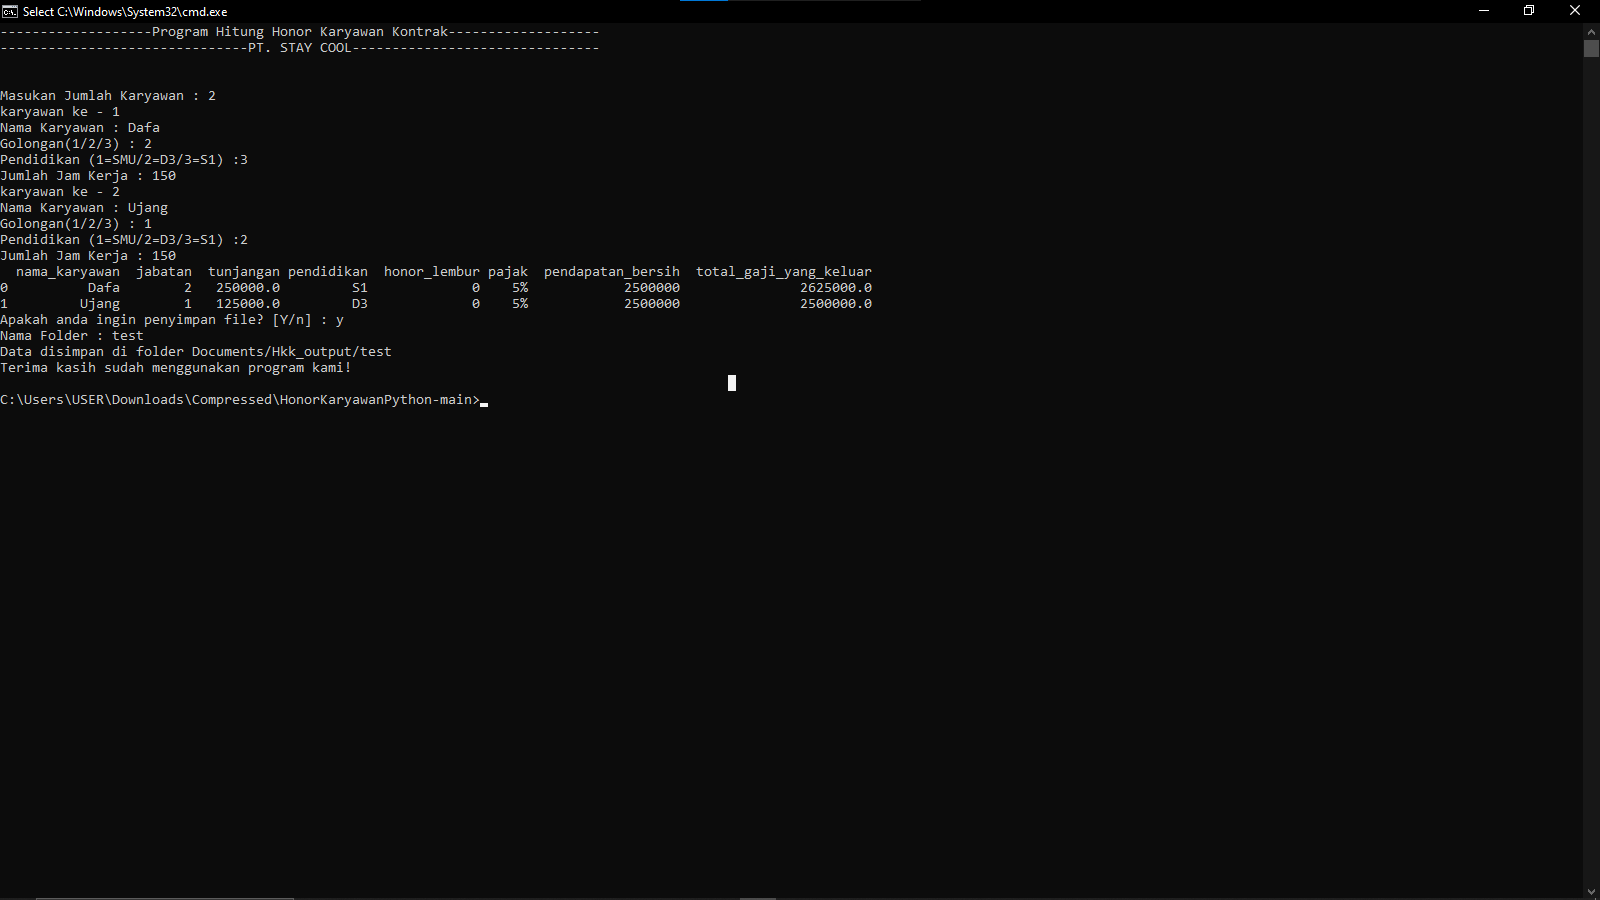 Select C:\Windows\System32\cmd.exe
-------------------Program Hitung Honor Karyawan Kontrak-------------------
-------------------------------PT. STAY COOL-------------------------------
Masukan Jumlah Karyawan : 2
karyawan ke - 1
Nama Karyawan : Dafa
Golongan(1/2/3) : 2
Pendidikan (1=SMU/2=D3/3=S1) :3
Jumlah Jam Kerja : 150
karyawan ke - 2
Nama Karyawan : Ujang
Golongan(1/2/3) : 1
Pendidikan (1=SMU/2=D3/3=S1) :2
Jumlah Jam Kerja : 150
  nama_karyawan  jabatan  tunjangan pendidikan  honor_lembur pajak  pendapatan_bersih  total_gaji_yang_keluar
0          Dafa        2   250000.0         S1             0    5%            2500000               2625000.0
1         Ujang        1   125000.0         D3             0    5%            2500000               2500000.0
Apakah anda ingin penyimpan file? [Y/n] : y
Nama Folder : test
Data disimpan di folder Documents/Hkk_output/test
Terima kasih sudah menggunakan program kami!
C:\Users\USER\Downloads\Compressed\HonorKaryawanPython-main>